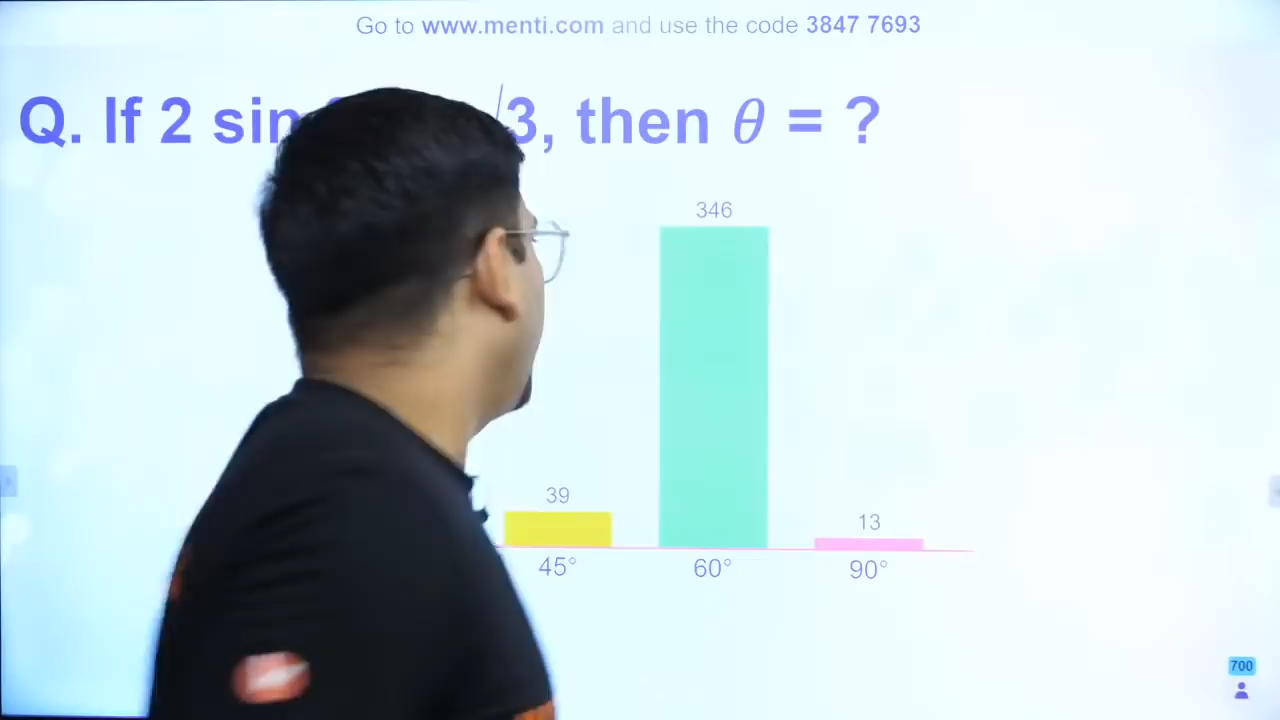 Go to www.menti.com and use the code 3847 7693
Q. If 2 sin √3, then θ = ?
346
39
13
45° 60° 90°
700